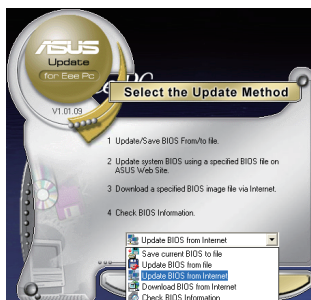 ASUS
Update
for Eee Pc
V1.01.09
Select the Update Method
1 Update/Save BIOS From/to file.
2 Update system BIOS using a specified BIOS file on
ASUS Web Site.
3 Download a specified BIOS image file via Internet.
4 Check BIOS Information.
Update BIOS from Internet
Save current BIOS to file
Update BIOS from file
Update BIOS from Internet
Download BIOS from Internet
Check BIOS Information